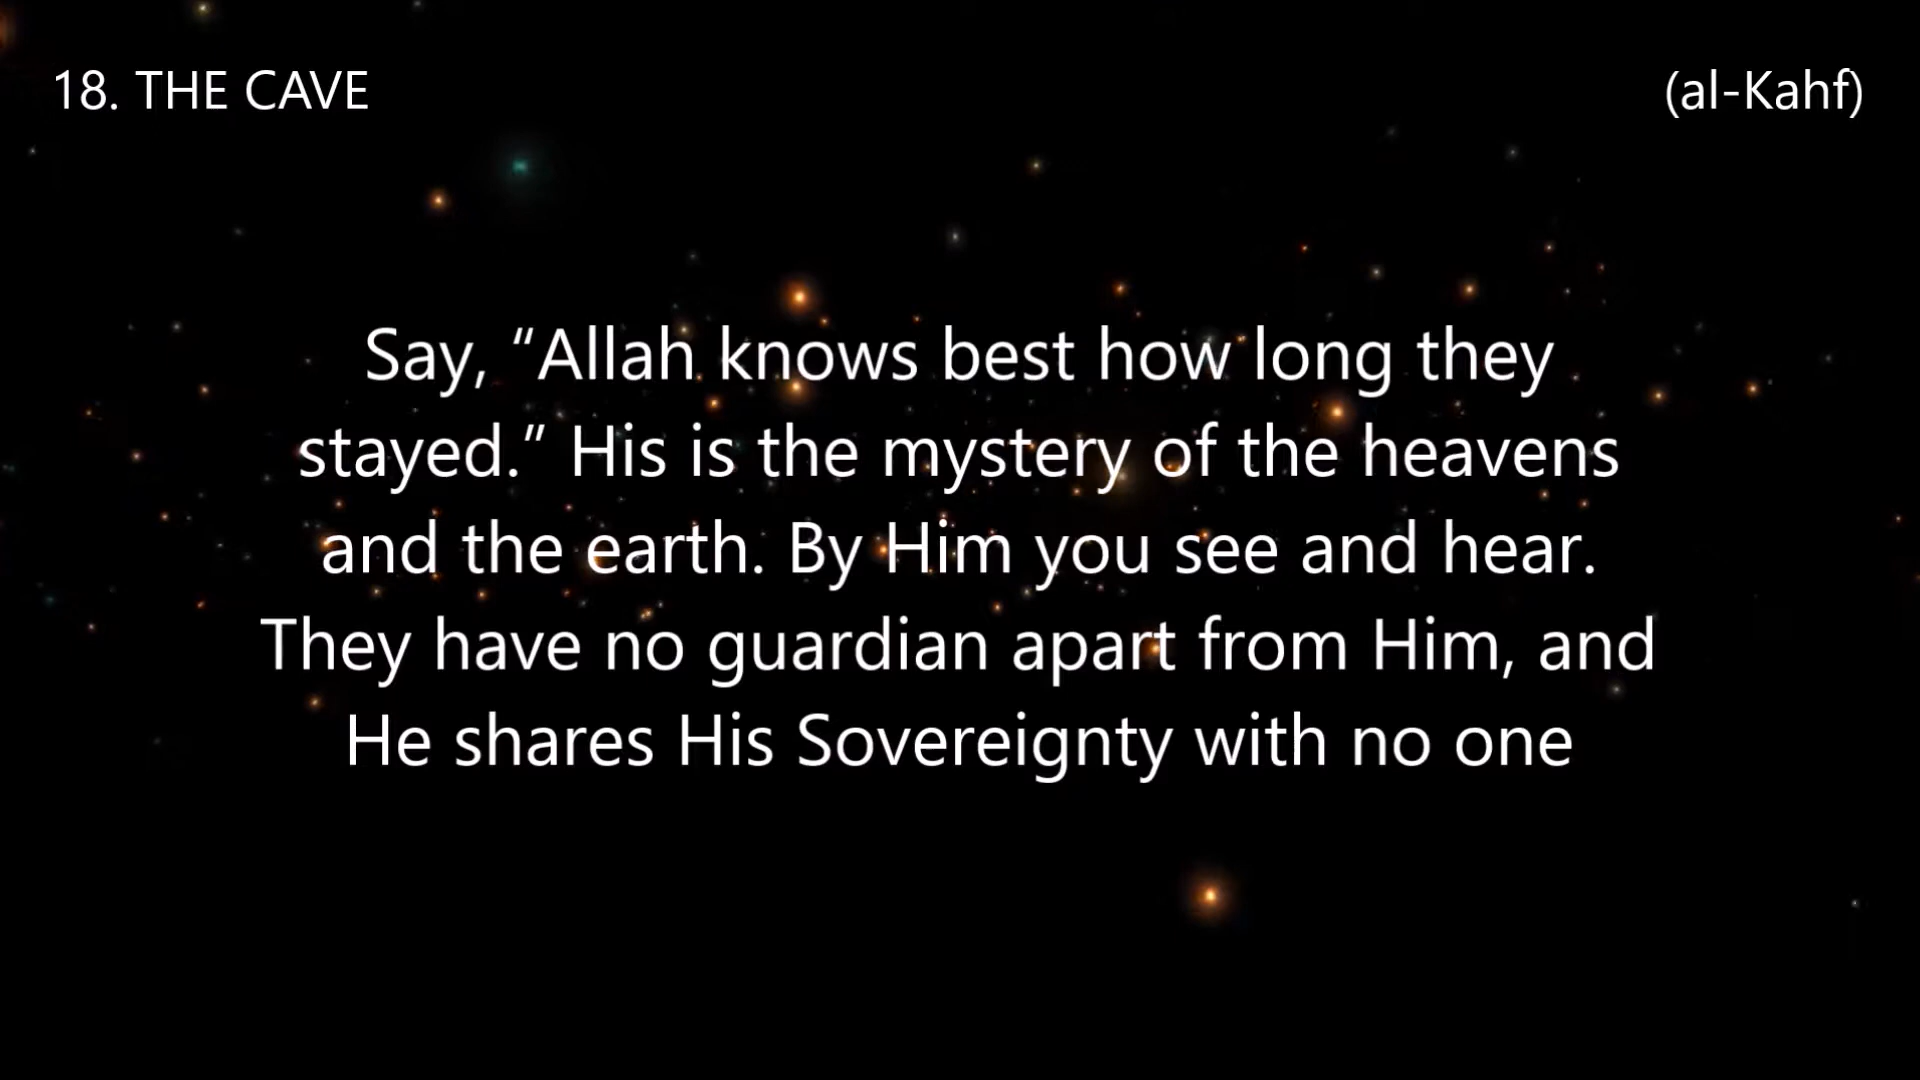 18. THE CAVE
(al-Kahf)
Say, “Allah knows best how long they
stayed.” His is the mystery of the heavens
and the earth. By Him you see and hear.
They have no guardian apart from Him, and
He shares His Sovereignty with no one